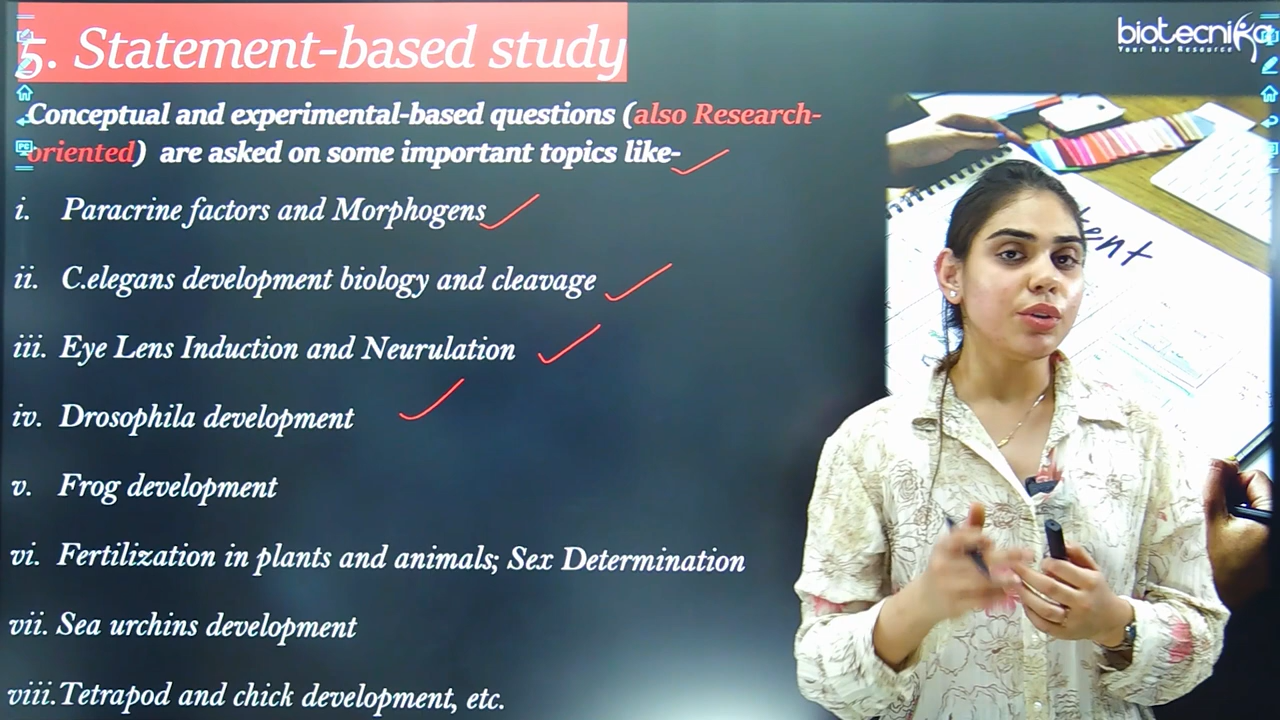 biotecnika
Your Bio Resource
5. Statement-based study
Conceptual and experimental-based questions (also Research-
oriented) are asked on some important topics like-
i. Paracrine factors and Morphogens
ii. C.elegans development biology and cleavage
iii. Eye Lens Induction and Neurulation
iv. Drosophila development
v. Frog development
vi. Fertilization in plants and animals; Sex Determination
vii. Sea urchins development
viii. Tetrapod and chick development, etc.